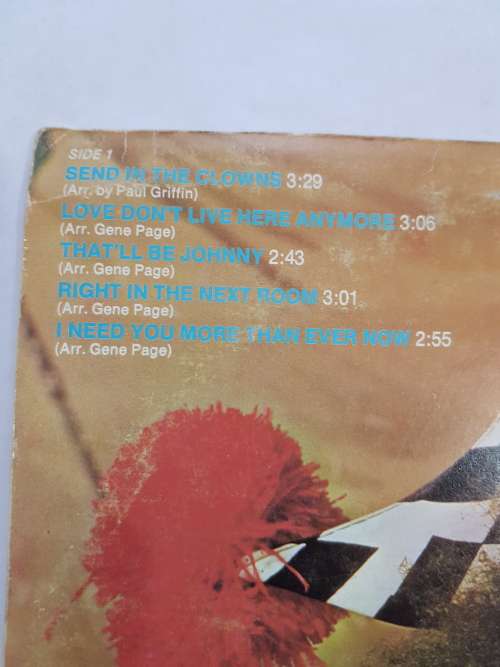 SIDE 1
SEND IN THE CLOWNS 3:29
(Arr. by Paul Griffin)
LOVE DON'T LIVE HERE ANYMORE 3:06
(Arr. Gene Page)
THAT'LL BE JOHNNY 2:43
(Arr. Gene Page)
RIGHT IN THE NEXT ROOM 3:01
(Arr. Gene Page)
I NEED YOU MORE THAN EVER NOW 2:55
(Arr. Gene Page)